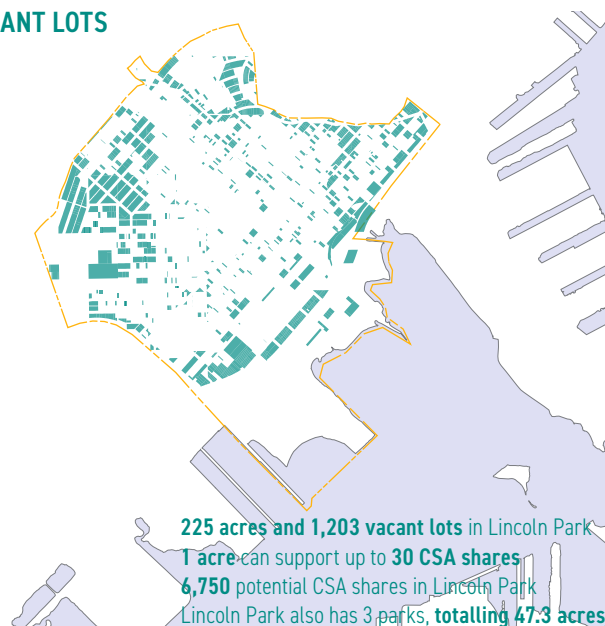 ANT LOTS
225 acres and 1,203 vacant lots in Lincoln Park
1 acre can support up to 30 CSA shares
6,750 potential CSA shares in Lincoln Park
Lincoln Park also has 3 parks, totalling 47.3 acres